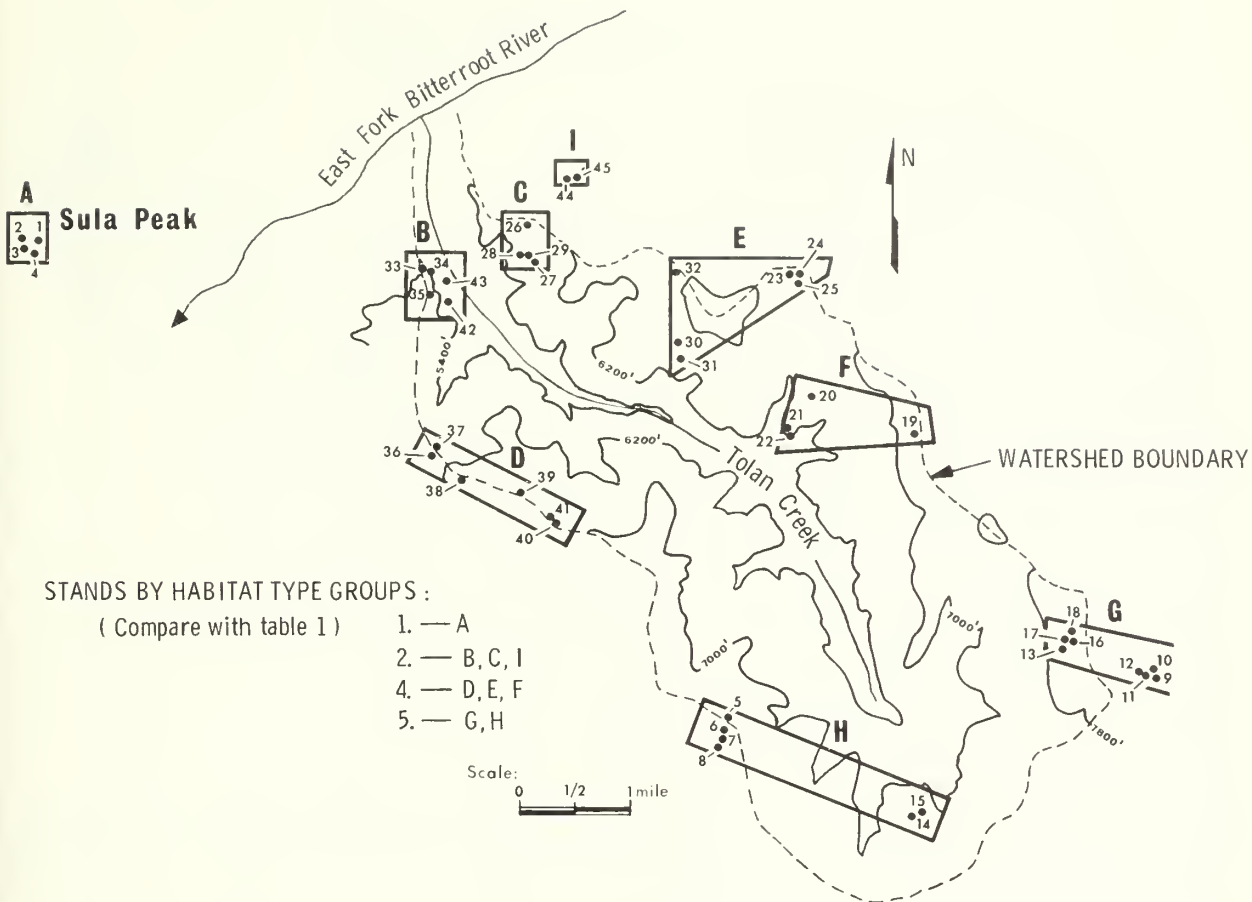 East Fork Bitterroot River
N
I
45
44
A
Sula Peak
2
1
3
4
C
26
28
29
27
B
33
34
43
35
42
5400'
E
32
24
23
25
30
31
6200'
F
20
21
22
19
WATERSHED BOUNDARY
6200'
Tolan Creek
37
36
D
38
39
41
40
STANDS BY HABITAT TYPE GROUPS :
( Compare with table 1 )
1. — A
2. — B, C, I
4. — D, E, F
5. — G, H
7000'
7000'
G
18
17
16
13
12
10
11
9
7800'
5
6
7
8
H
15
14
Scale:
0 1/2 1 mile